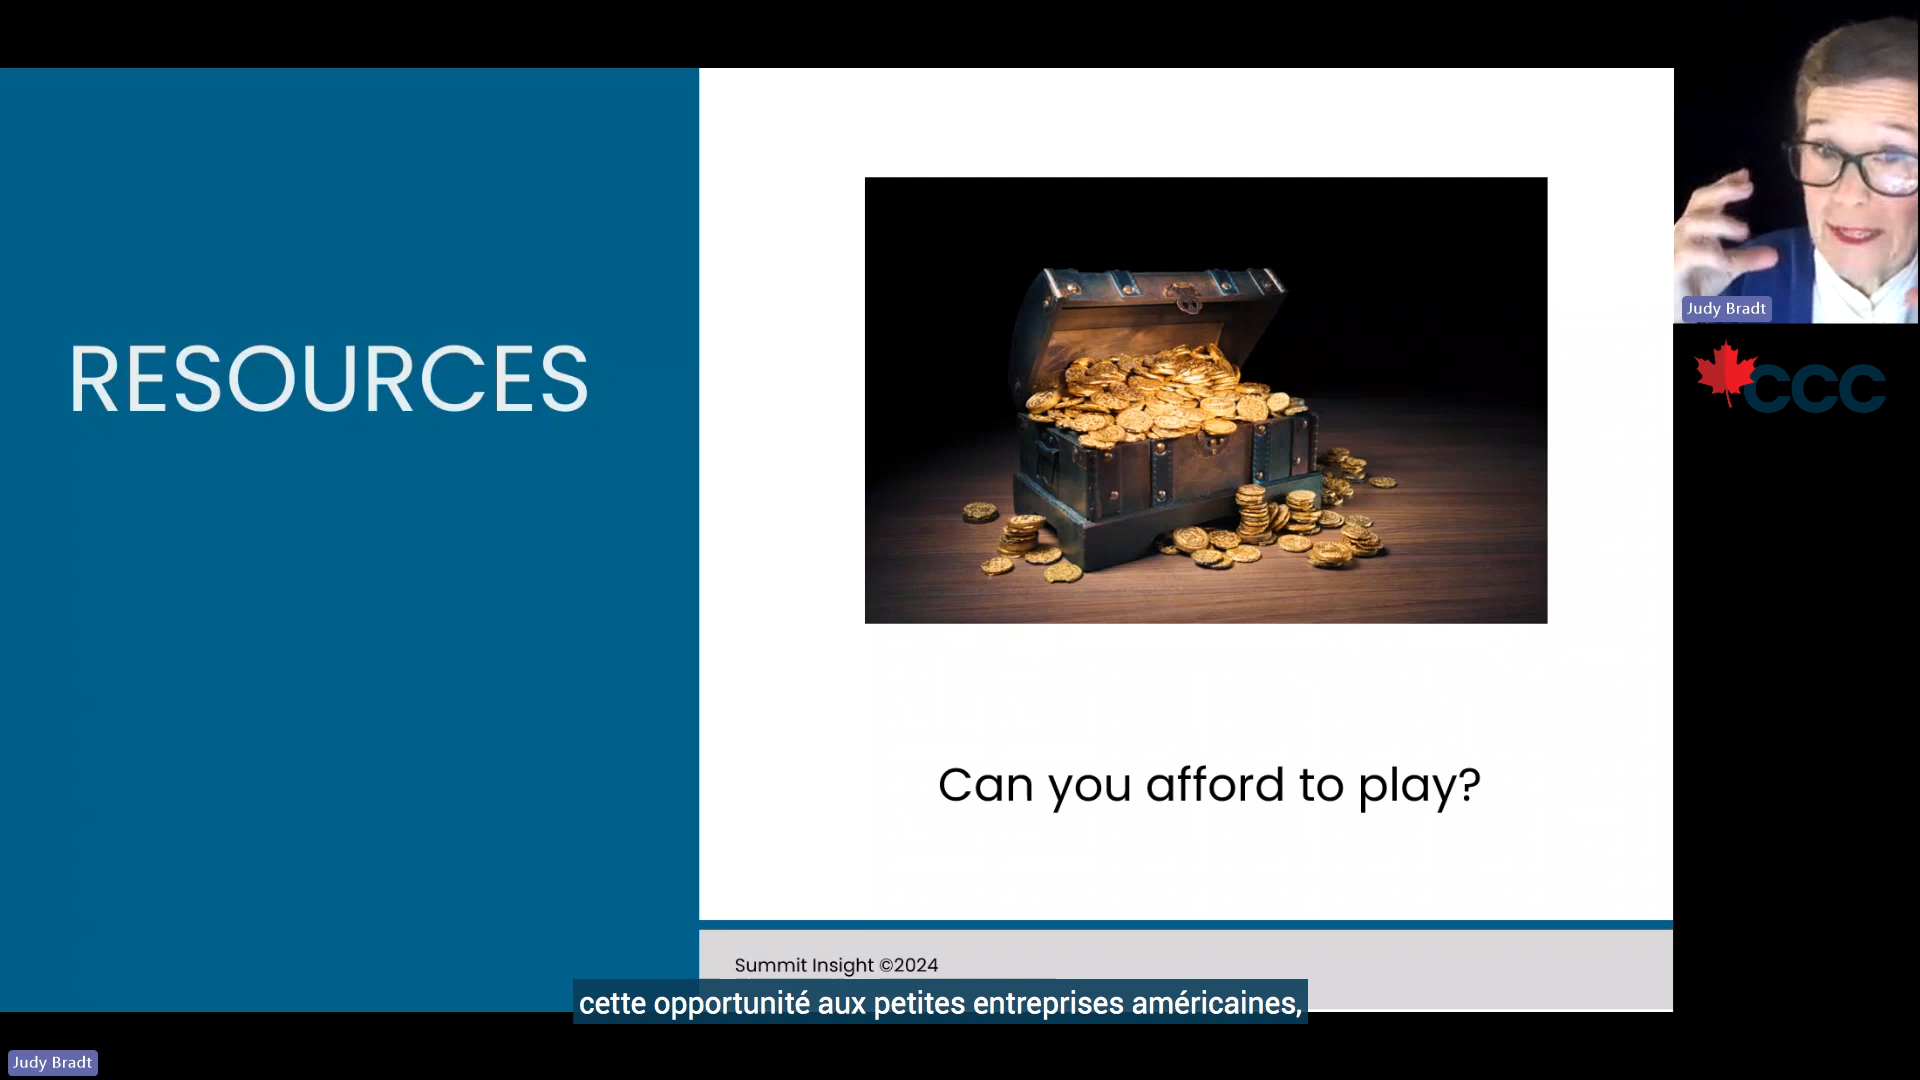 RESOURCES
Can you afford to play?
Summit Insight ©2024
cette opportunité aux petites entreprises américaines,
Judy Bradt
CCC
Judy Bradt